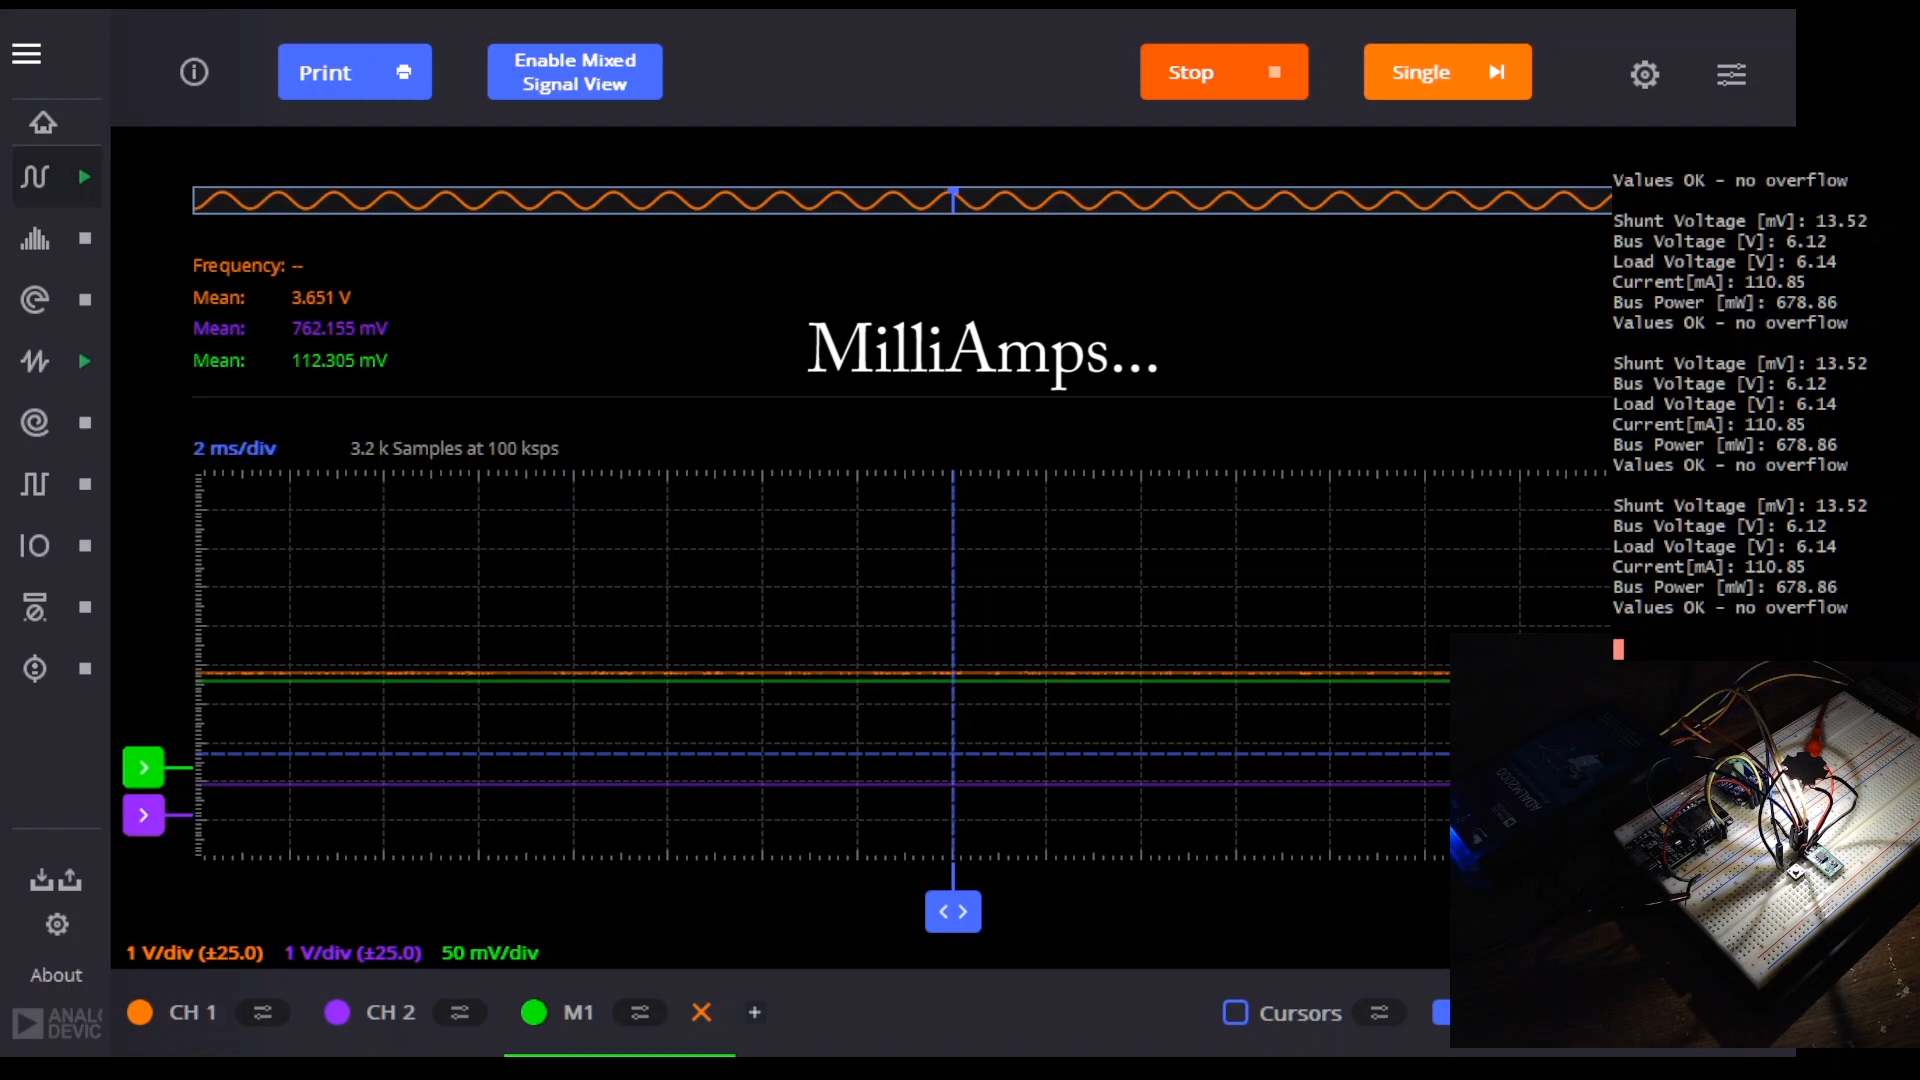 Print
Enable Mixed
Signal View
Stop
Single
Frequency: --
Mean: 3.651 V
Mean: 762.155 mV
Mean: 112.305 mV
MilliAmps...
2 ms/div
3.2 k Samples at 100 ksps
1 V/div (±25.0)
1 V/div (±25.0)
50 mV/div
About
ANALO
DEVIC
CH 1
CH 2
M1
Cursors
Values OK - no overflow
Shunt Voltage [mV]: 13.52
Bus Voltage [V]: 6.12
Load Voltage [V]: 6.14
Current[mA]: 110.85
Bus Power [mW]: 678.86
Values OK - no overflow
Shunt Voltage [mV]: 13.52
Bus Voltage [V]: 6.12
Load Voltage [V]: 6.14
Current[mA]: 110.85
Bus Power [mW]: 678.86
Values OK - no overflow
Shunt Voltage [mV]: 13.52
Bus Voltage [V]: 6.12
Load Voltage [V]: 6.14
Current[mA]: 110.85
Bus Power [mW]: 678.86
Values OK - no overflow
ADALM2000